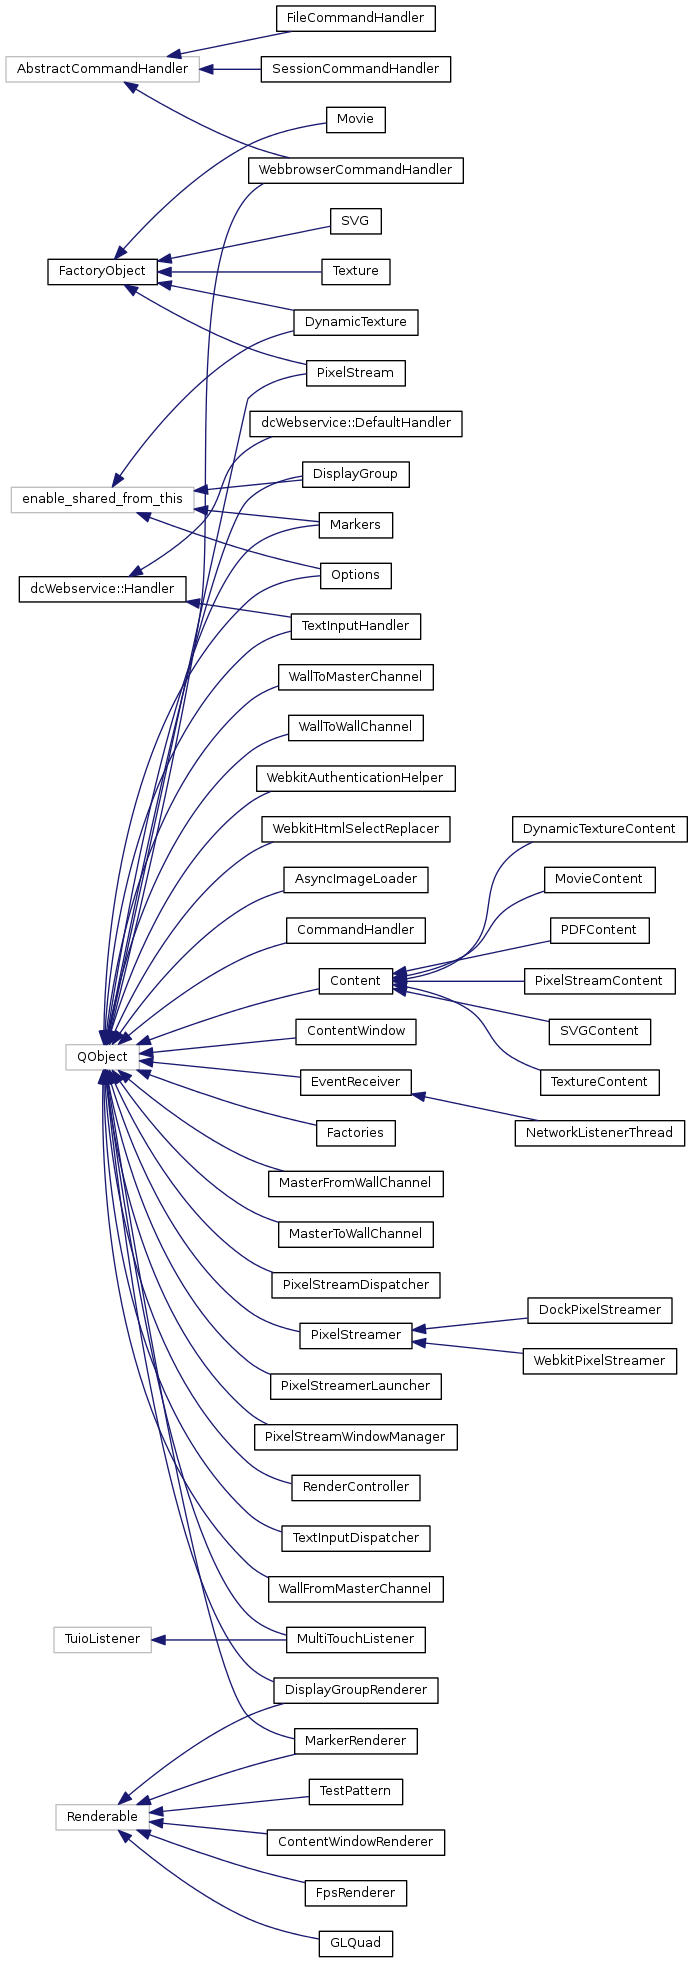 FileCommandHandler
AbstractCommandHandler
SessionCommandHandler
Movie
WebbrowserCommandHandler
SVG
FactoryObject
Texture
DynamicTexture
PixelStream
dcWebservice::DefaultHandler
DisplayGroup
enable_shared_from_this
Markers
Options
dcWebservice::Handler
TextInputHandler
WallToMasterChannel
WallToWallChannel
WebkitAuthenticationHelper
WebkitHtmlSelectReplacer
DynamicTextureContent
AsyncImageLoader
MovieContent
CommandHandler
PDFContent
Content
PixelStreamContent
ContentWindow
SVGContent
QObject
EventReceiver
TextureContent
Factories
NetworkListenerThread
MasterFromWallChannel
MasterToWallChannel
PixelStreamDispatcher
DockPixelStreamer
PixelStreamer
WebkitPixelStreamer
PixelStreamerLauncher
PixelStreamWindowManager
RenderController
TextInputDispatcher
WallFromMasterChannel
TuioListener
MultiTouchListener
DisplayGroupRenderer
MarkerRenderer
TestPattern
Renderable
ContentWindowRenderer
FpsRenderer
GLQuad